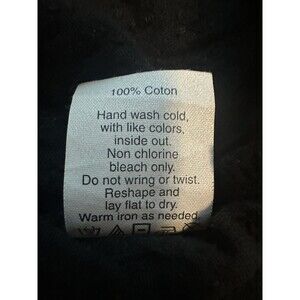 100% Coton
Hand wash cold,
with like colors,
inside out.
Non chlorine
bleach only.
Do not wring or twist.
Reshape and
lay flat to dry.
Warm iron as needed